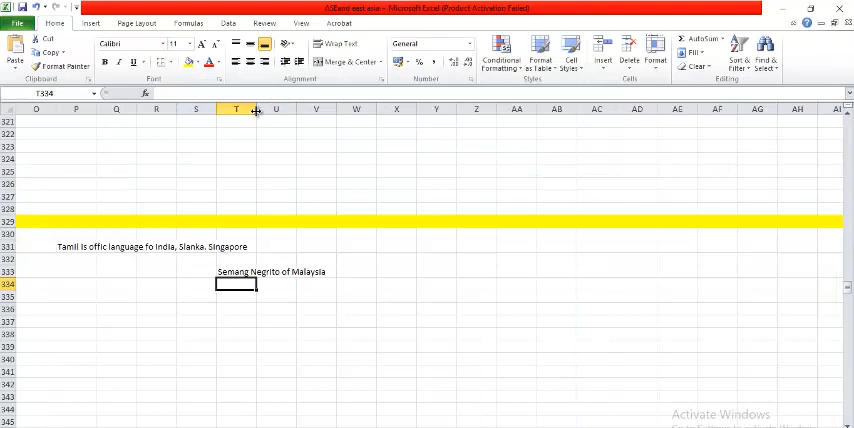 ASEand east asia - Microsoft Excel (Product Activation Failed)
File Home Insert Page Layout Formulas Data Review View Acrobat
Paste
Cut
Copy
Format Painter
Clipboard
Calibri 11
B I U
Font
Wrap Text
Merge & Center
Alignment
General
$ % ,
Number
Conditional Formatting
Format as Table
Cell Styles
Styles
Insert Delete Format
Cells
Σ AutoSum
Fill
Clear
Sort & Filter
Find & Select
Editing
T334 fx
O P Q R S T U V W X Y Z AA AB AC AD AE AF AG AH
321
322
323
324
325
326
327
328
329
330
331 Tamil is offic language fo India, Slanka. Singapore
332
333 Semang Negrito of Malaysia
334
335
336
337
338
339
340
341
342
343
344
345
Activate Windows